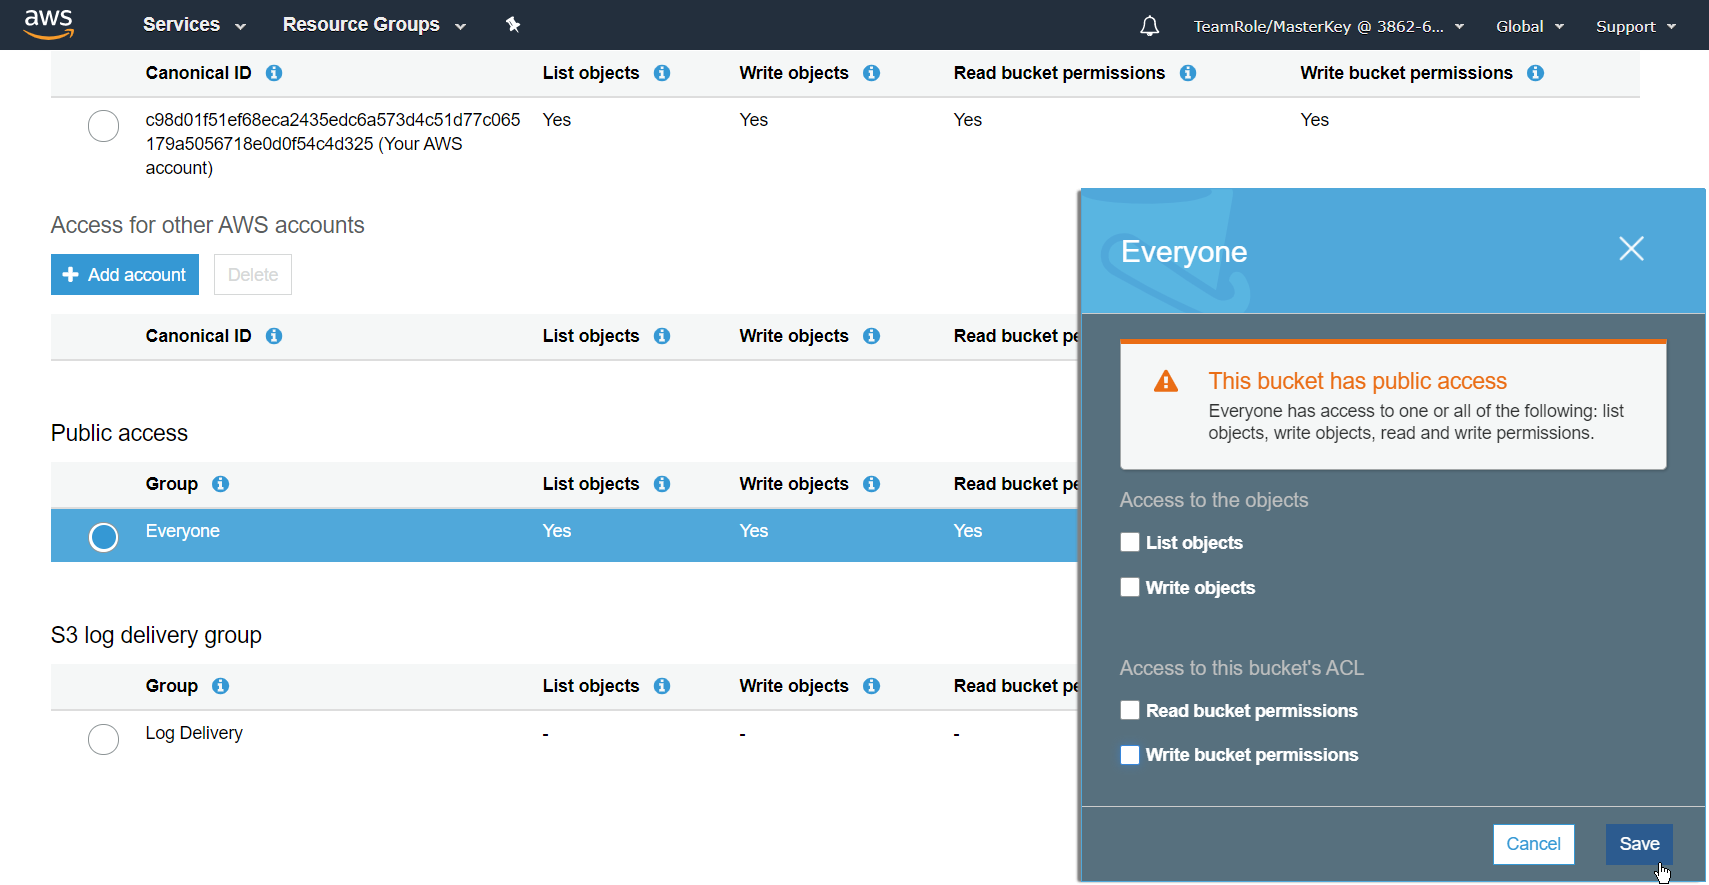 aws Services Resource Groups TeamRole/MasterKey @ 3862-6... Global Support
Canonical ID List objects Write objects Read bucket permissions Write bucket permissions
c98d01f51ef68eca2435edc6a573d4c51d77c065 Yes Yes Yes Yes
179a5056718e0d0f54c4d325 (Your AWS
account)
Access for other AWS accounts
Add account Delete
Canonical ID List objects Write objects Read bucket pe
Public access
Group List objects Write objects Read bucket pe
Everyone Yes Yes Yes
S3 log delivery group
Group List objects Write objects Read bucket pe
Log Delivery - - -
Everyone
This bucket has public access
Everyone has access to one or all of the following: list
objects, write objects, read and write permissions.
Access to the objects
List objects
Write objects
Access to this bucket's ACL
Read bucket permissions
Write bucket permissions
Cancel Save